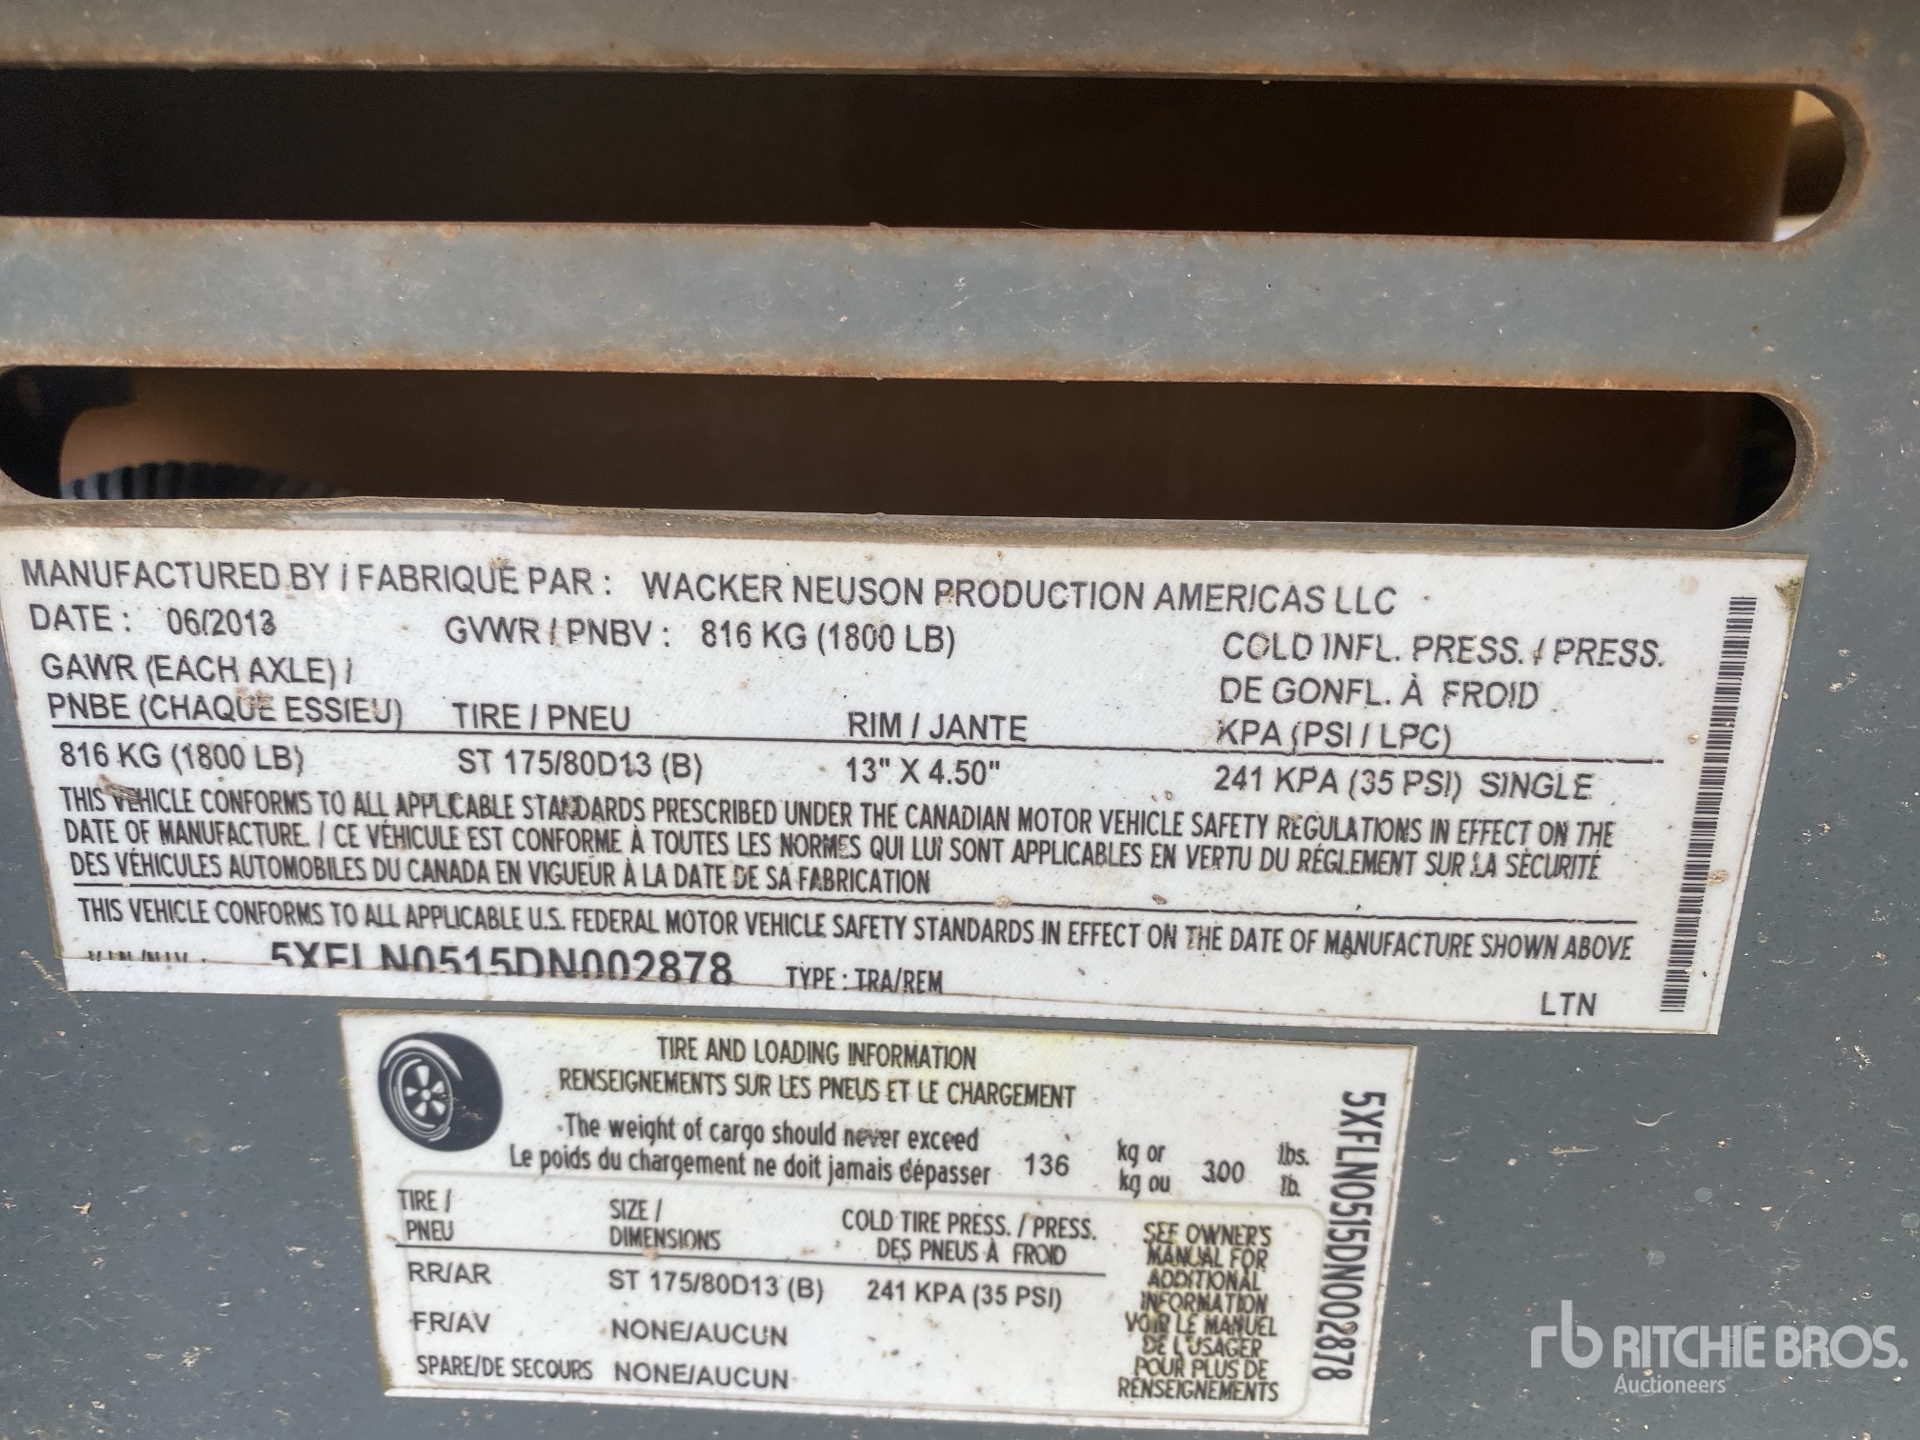 MANUFACTURED BY / FABRIQUE PAR : WACKER NEUSON PRODUCTION AMERICAS LLC
DATE : 06/2013 GVWR / PNBV : 816 KG (1800 LB) COLD INFL. PRESS. / PRESS.
GAWR (EACH AXLE) / DE GONFL. À FROID
PNBE (CHAQUE ESSIEU) TIRE / PNEU RIM / JANTE KPA (PSI / LPC)
816 KG (1800 LB) ST 175/80D13 (B) 13" X 4.50" 241 KPA (35 PSI) SINGLE
THIS VEHICLE CONFORMS TO ALL APPLICABLE STANDARDS PRESCRIBED UNDER THE CANADIAN MOTOR VEHICLE SAFETY REGULATIONS IN EFFECT ON THE
DATE OF MANUFACTURE. / CE VÉHICULE EST CONFORME À TOUTES LES NORMES QUI LUI SONT APPLICABLES EN VERTU DU RÉGLEMENT SUR LA SÉCURITÉ
DES VÉHICULES AUTOMOBILES DU CANADA EN VIGUEUR À LA DATE DE SA FABRICATION
THIS VEHICLE CONFORMS TO ALL APPLICABLE U.S. FEDERAL MOTOR VEHICLE SAFETY STANDARDS IN EFFECT ON THE DATE OF MANUFACTURE SHOWN ABOVE
V.I.N./N.I.V. : 5XFLN0515DN002878 TYPE : TRA/REM
LTN
TIRE AND LOADING INFORMATION
RENSEIGNEMENTS SUR LES PNEUS ET LE CHARGEMENT
The weight of cargo should never exceed 136 kg or 300 lbs.
Le poids du chargement ne doit jamais dépasser kg ou lb.
TIRE / SIZE / COLD TIRE PRESS. / PRESS.
PNEU DIMENSIONS DES PNEUS À FROID
RR/AR ST 175/80D13 (B) 241 KPA (35 PSI)
FR/AV NONE/AUCUN
SPARE/DE SECOURS NONE/AUCUN
SEE OWNER'S
MANUAL FOR
ADDITIONAL
INFORMATION
VOIR LE MANUEL
DE L'USAGER
POUR PLUS DE
RENSEIGNEMENTS
5XFLN0515DN002878
rb RITCHIE BROS.
Auctioneers